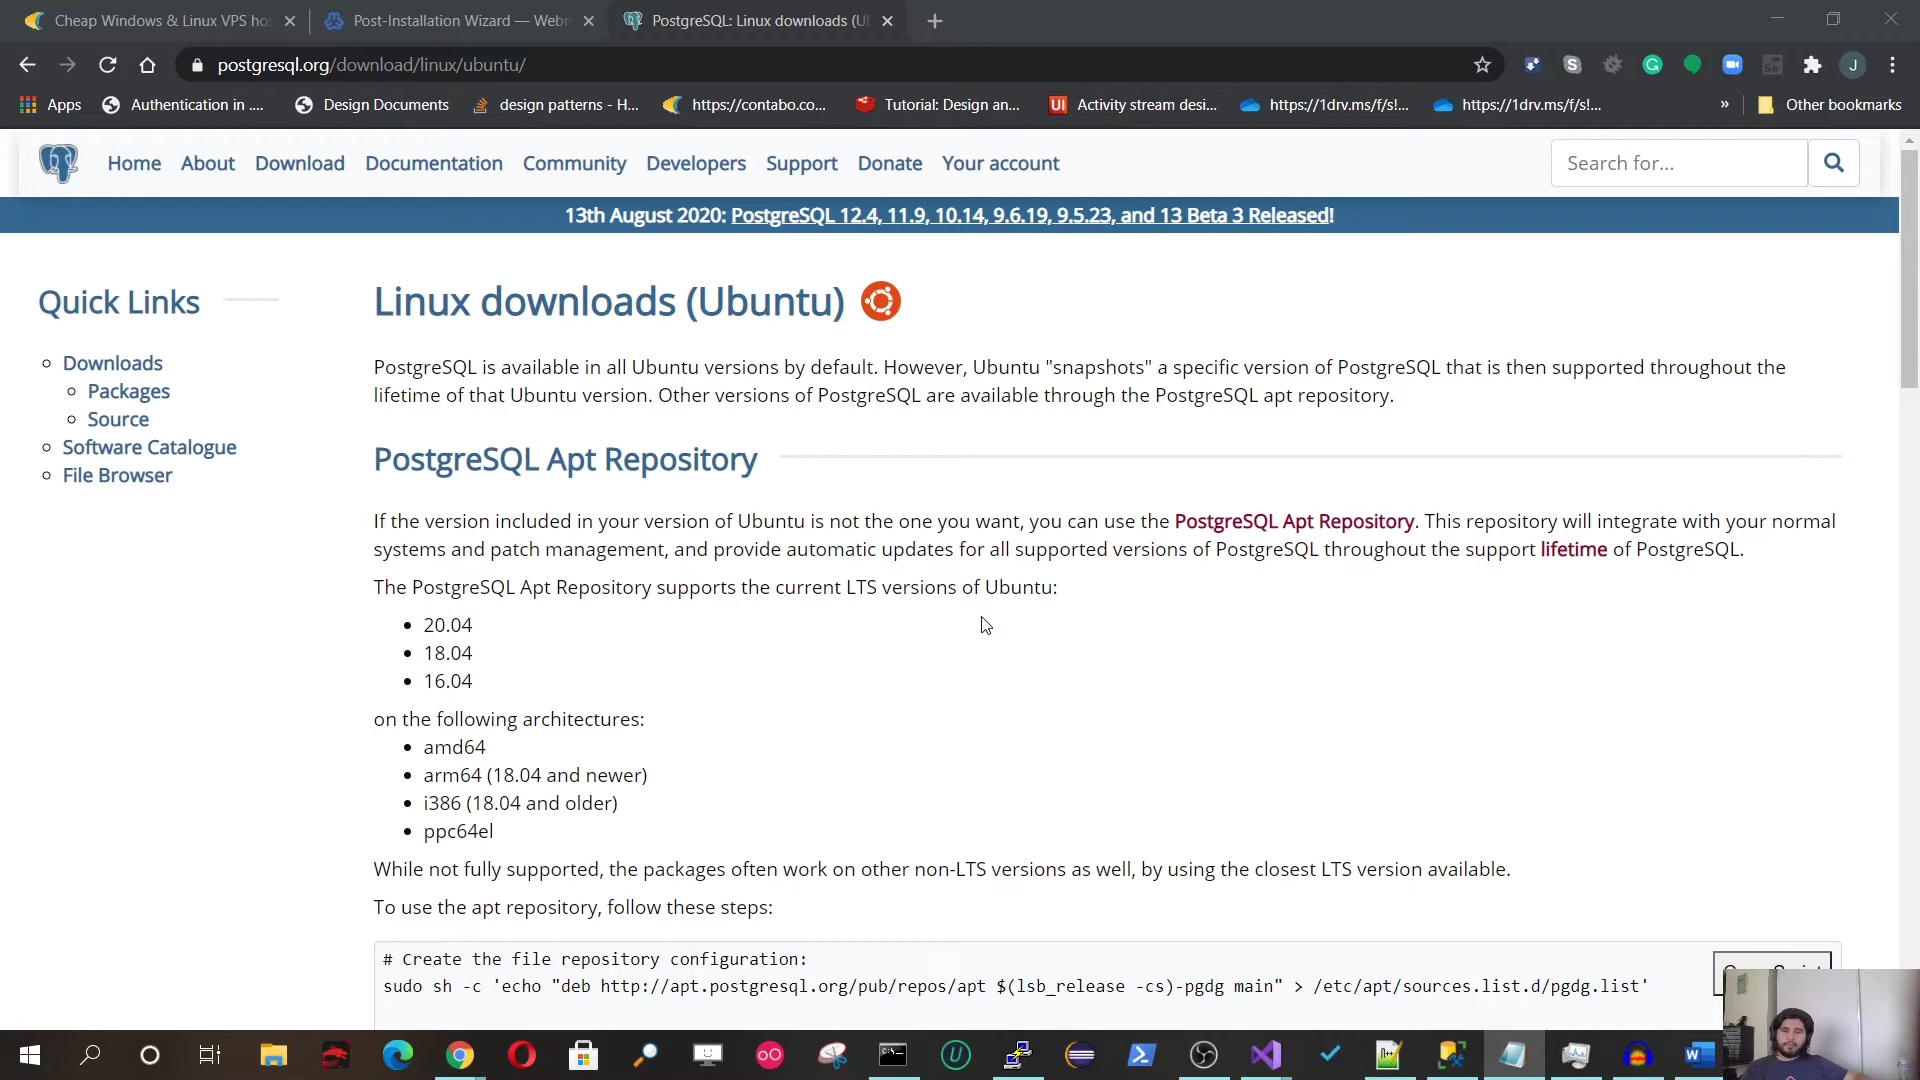 Cheap Windows & Linux VPS hos
Post-Installation Wizard — Webm
PostgreSQL: Linux downloads (U
postgresql.org/download/linux/ubuntu/
Apps
Authentication in ....
Design Documents
design patterns - H...
https://contabo.co...
Tutorial: Design an...
Activity stream desi...
https://1drv.ms/f/s!...
https://1drv.ms/f/s!...
»
Other bookmarks
Home
About
Download
Documentation
Community
Developers
Support
Donate
Your account
Search for...
13th August 2020: PostgreSQL 12.4, 11.9, 10.14, 9.6.19, 9.5.23, and 13 Beta 3 Released!
Quick Links
Downloads
Packages
Source
Software Catalogue
File Browser
Linux downloads (Ubuntu)
PostgreSQL is available in all Ubuntu versions by default. However, Ubuntu "snapshots" a specific version of PostgreSQL that is then supported throughout the
lifetime of that Ubuntu version. Other versions of PostgreSQL are available through the PostgreSQL apt repository.
PostgreSQL Apt Repository
If the version included in your version of Ubuntu is not the one you want, you can use the PostgreSQL Apt Repository. This repository will integrate with your normal
systems and patch management, and provide automatic updates for all supported versions of PostgreSQL throughout the support lifetime of PostgreSQL.
The PostgreSQL Apt Repository supports the current LTS versions of Ubuntu:
20.04
18.04
16.04
on the following architectures:
amd64
arm64 (18.04 and newer)
i386 (18.04 and older)
ppc64el
While not fully supported, the packages often work on other non-LTS versions as well, by using the closest LTS version available.
To use the apt repository, follow these steps:
# Create the file repository configuration:
sudo sh -c 'echo "deb http://apt.postgresql.org/pub/repos/apt $(lsb_release -cs)-pgdg main" > /etc/apt/sources.list.d/pgdg.list'